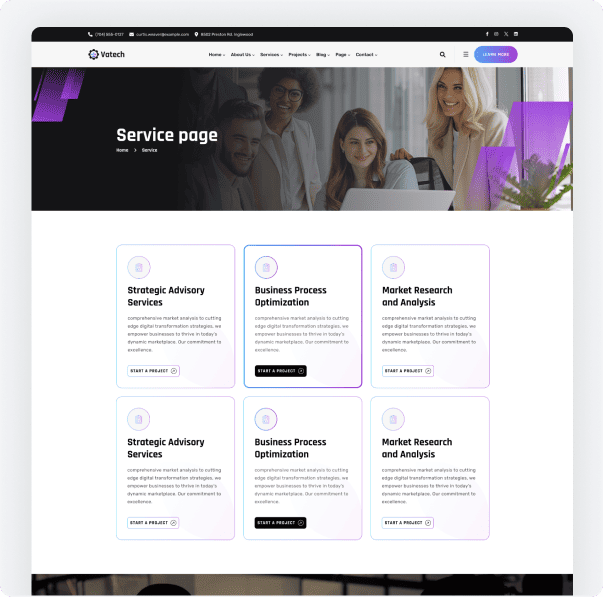 (704) 555-0127 curtis.weaver@example.com 8502 Preston Rd. Inglewood
Vatech Home About Us Services Projects Blog Page Contact LEARN MORE
Service page
Home > Service
Strategic Advisory
Services
comprehensive market analysis to cutting
edge digital transformation strategies, we
empower businesses to thrive in today's
dynamic marketplace. Our commitment to
excellence.
START A PROJECT
Business Process
Optimization
comprehensive market analysis to cutting
edge digital transformation strategies, we
empower businesses to thrive in today's
dynamic marketplace. Our commitment to
excellence.
START A PROJECT
Market Research
and Analysis
comprehensive market analysis to cutting
edge digital transformation strategies, we
empower businesses to thrive in today's
dynamic marketplace. Our commitment to
excellence.
START A PROJECT
Strategic Advisory
Services
comprehensive market analysis to cutting
edge digital transformation strategies, we
empower businesses to thrive in today's
dynamic marketplace. Our commitment to
excellence.
START A PROJECT
Business Process
Optimization
comprehensive market analysis to cutting
edge digital transformation strategies, we
empower businesses to thrive in today's
dynamic marketplace. Our commitment to
excellence.
START A PROJECT
Market Research
and Analysis
comprehensive market analysis to cutting
edge digital transformation strategies, we
empower businesses to thrive in today's
dynamic marketplace. Our commitment to
excellence.
START A PROJECT